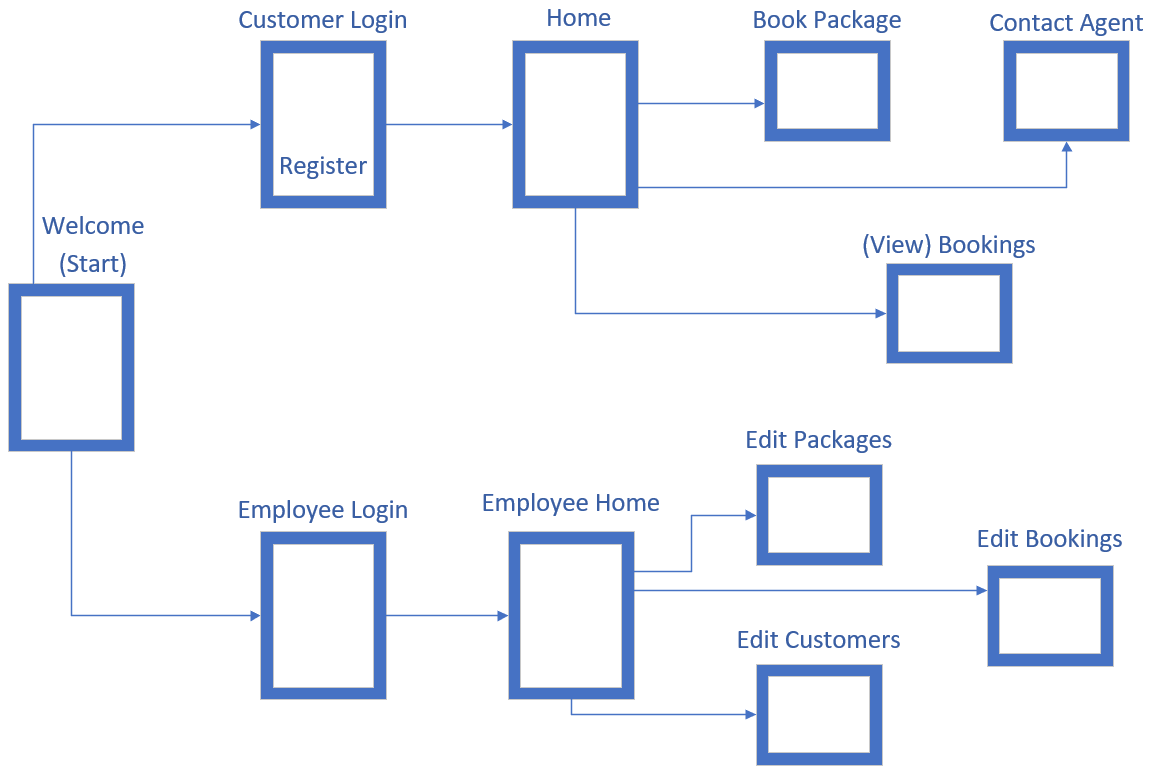 Customer Login
Home
Book Package
Contact Agent
Register
Welcome
(Start)
(View) Bookings
Edit Packages
Employee Login
Employee Home
Edit Bookings
Edit Customers